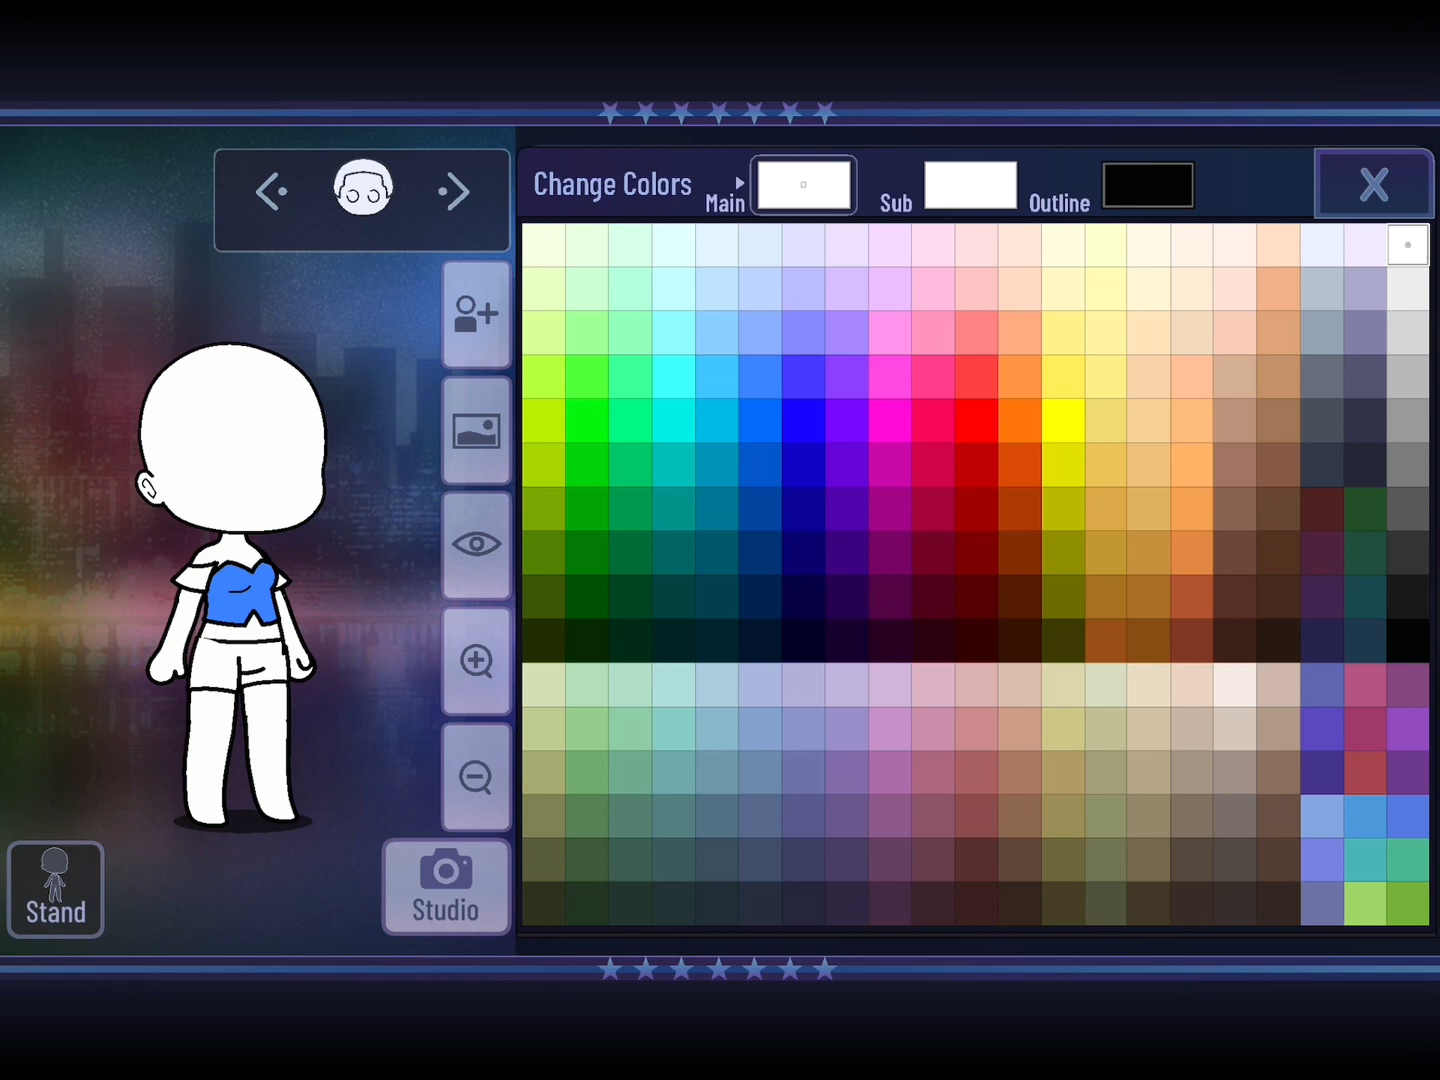 Change Colors
Main
Sub
Outline
X
Stand
Studio